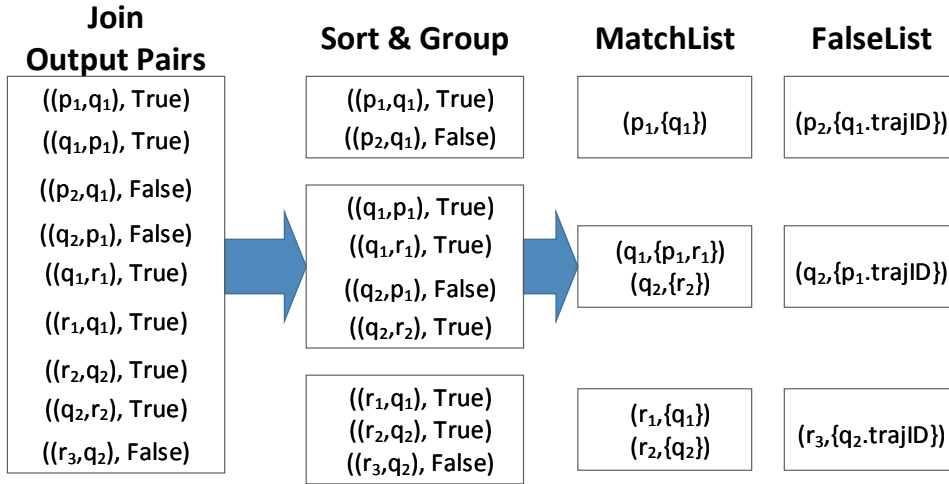 Join
Output Pairs
((p₁,q₁), True)
((q₁,p₁), True)
((p₂,q₁), False)
((q₂,p₁), False)
((q₁,r₁), True)
((r₁,q₁), True)
((r₂,q₂), True)
((q₂,r₂), True)
((r₃,q₂), False)
Sort & Group
((p₁,q₁), True)
((p₂,q₁), False)
((q₁,p₁), True)
((q₁,r₁), True)
((q₂,p₁), False)
((q₂,r₂), True)
((r₁,q₁), True)
((r₂,q₂), True)
((r₃,q₂), False)
MatchList
(p₁,{q₁})
(q₁,{p₁,r₁})
(q₂,{r₂})
(r₁,{q₁})
(r₂,{q₂})
FalseList
(p₂,{q₁.trajID})
(q₂,{p₁.trajID})
(r₃,{q₂.trajID})